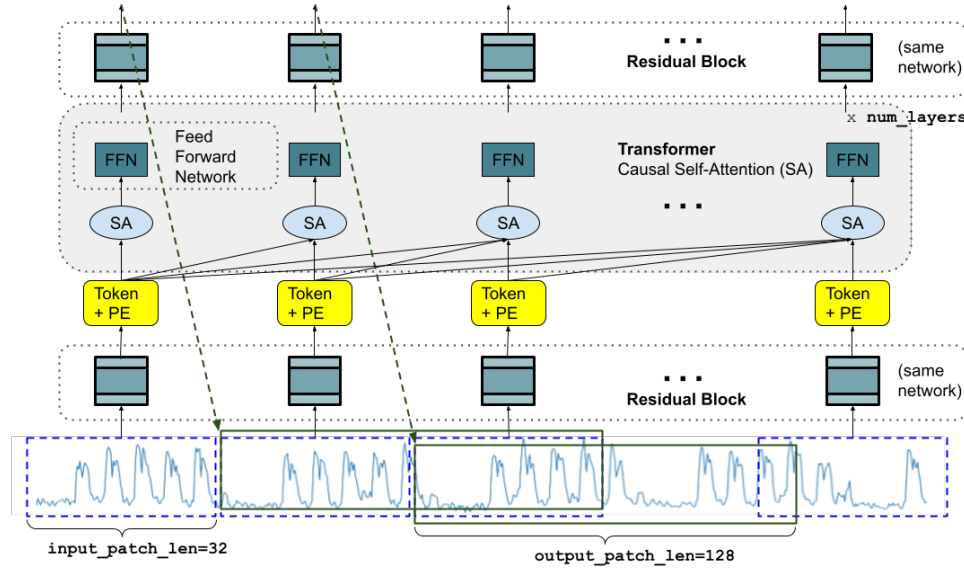 • • •
Residual Block
(same
network)
x num_layers
Feed
Forward
Network
Transformer
Causal Self-Attention (SA)
FFN
FFN
FFN
FFN
• • •
SA
SA
SA
SA
Token
+ PE
Token
+ PE
Token
+ PE
Token
+ PE
• • •
Residual Block
(same
network)
input_patch_len=32
output_patch_len=128